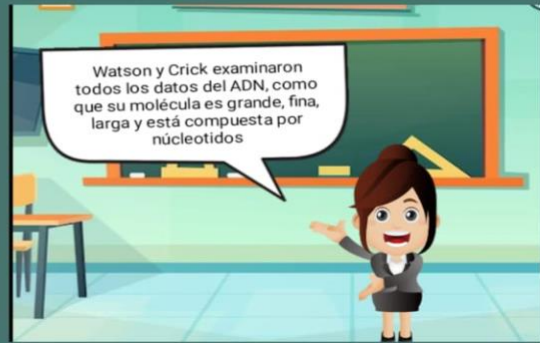 Watson y Crick examinaron
todos los datos del ADN, como
que su molécula es grande, fina,
larga y está compuesta por
núcleotidos